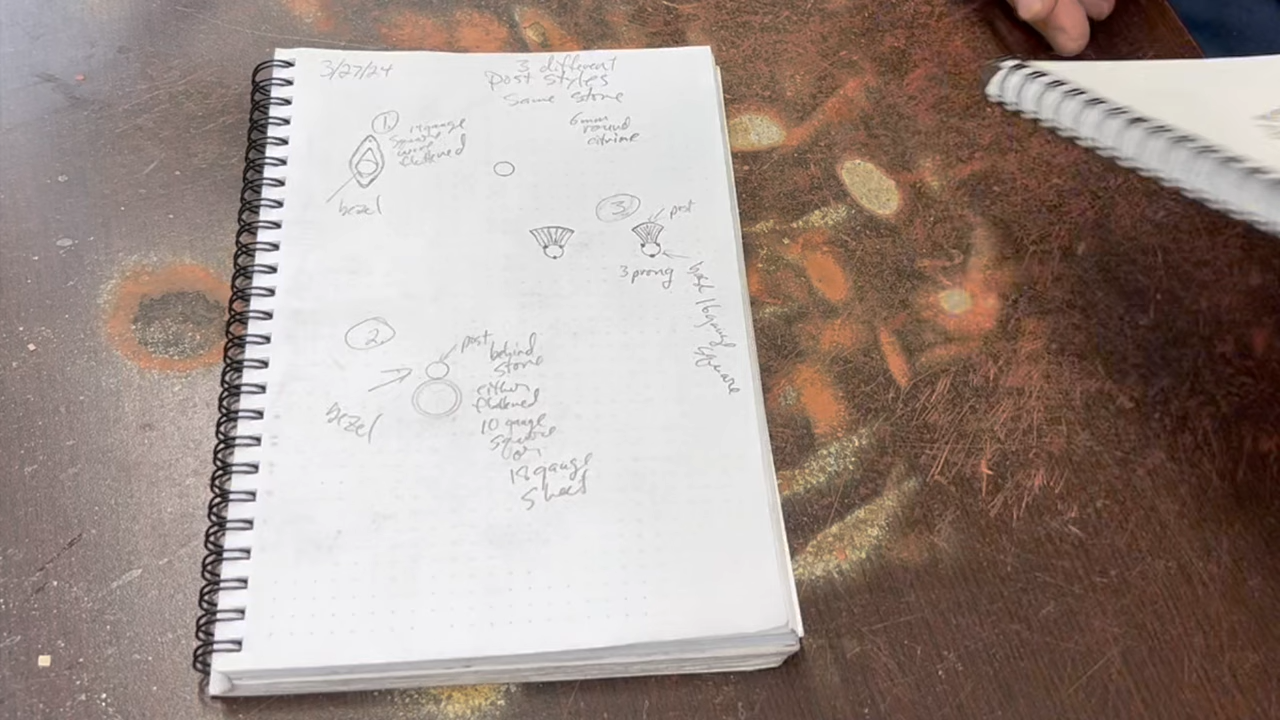 3/27/24
3 different
Post styles
Same stone
6mm
round
citrine
1.
gauge
square
wire
flattened
bezel
3
post
3 prong
16 gauge
square
2
post
behind
stone
bezel
either
flattened
10 gauge
square
or
18 gauge
sheet